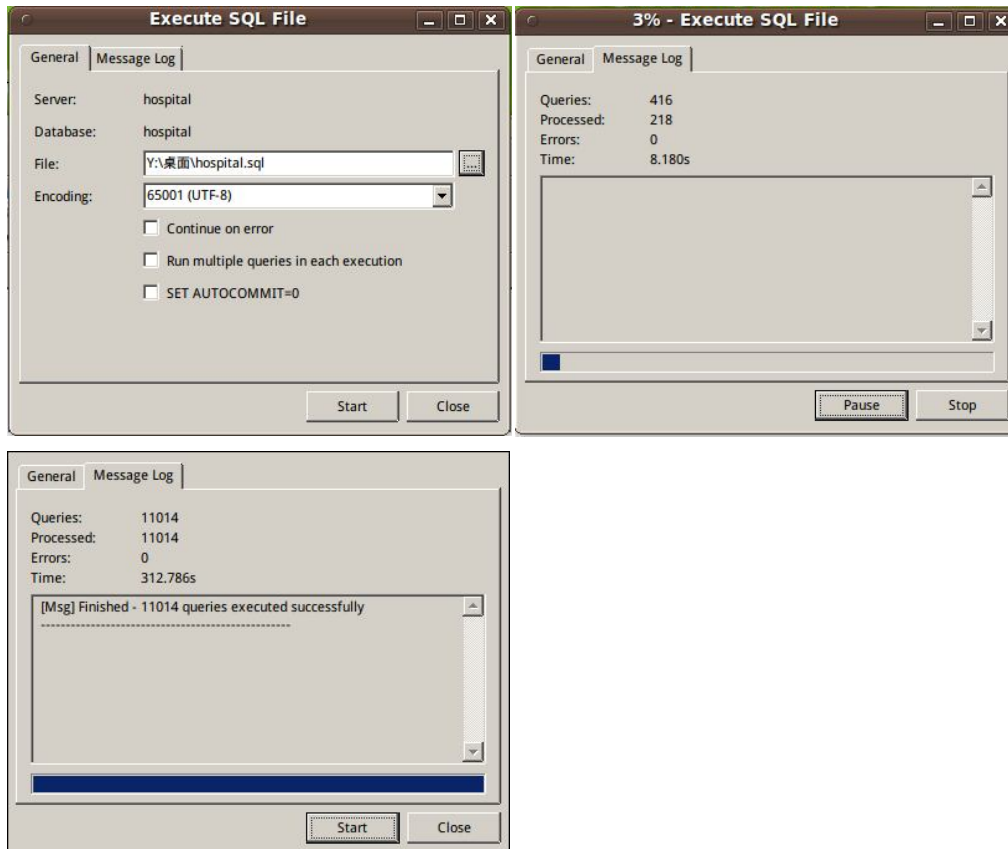 Execute SQL File
General Message Log
Server: hospital
Database: hospital
File: Y:\桌面\hospital.sql ...
Encoding: 65001 (UTF-8)
Continue on error
Run multiple queries in each execution
SET AUTOCOMMIT=0
Start Close
3% - Execute SQL File
General Message Log
Queries: 416
Processed: 218
Errors: 0
Time: 8.180s
Pause Stop
General Message Log
Queries: 11014
Processed: 11014
Errors: 0
Time: 312.786s
[Msg] Finished - 11014 queries executed successfully
--------------------------------------------------
Start Close